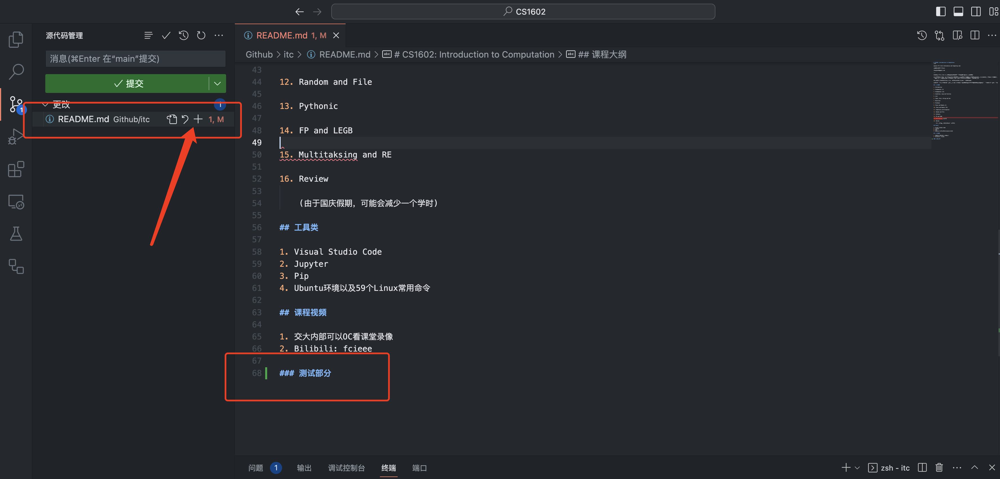 CS1602
源代码管理
消息(⌘Enter 在“main”提交)
提交
更改
1
1
README.md Github/itc 1, M
README.md 1, M
Github > itc > README.md > # CS1602: Introduction to Computation > ## 课程大纲
43
44 12. Random and File
45
46 13. Pythonic
47
48 14. FP and LEGB
49
50 15. Multitaksing and RE
51
52 16. Review
53
54 (由于国庆假期，可能会减少一个学时)
55
56 ## 工具类
57
58 1. Visual Studio Code
59 2. Jupyter
60 3. Pip
61 4. Ubuntu环境以及59个Linux常用命令
62
63 ## 课程视频
64
65 1. 交大内部可以OC看课堂录像
66 2. Bilibili: fcieee
67
68 ### 测试部分
问题 1 输出 调试控制台 终端 端口
zsh - itc